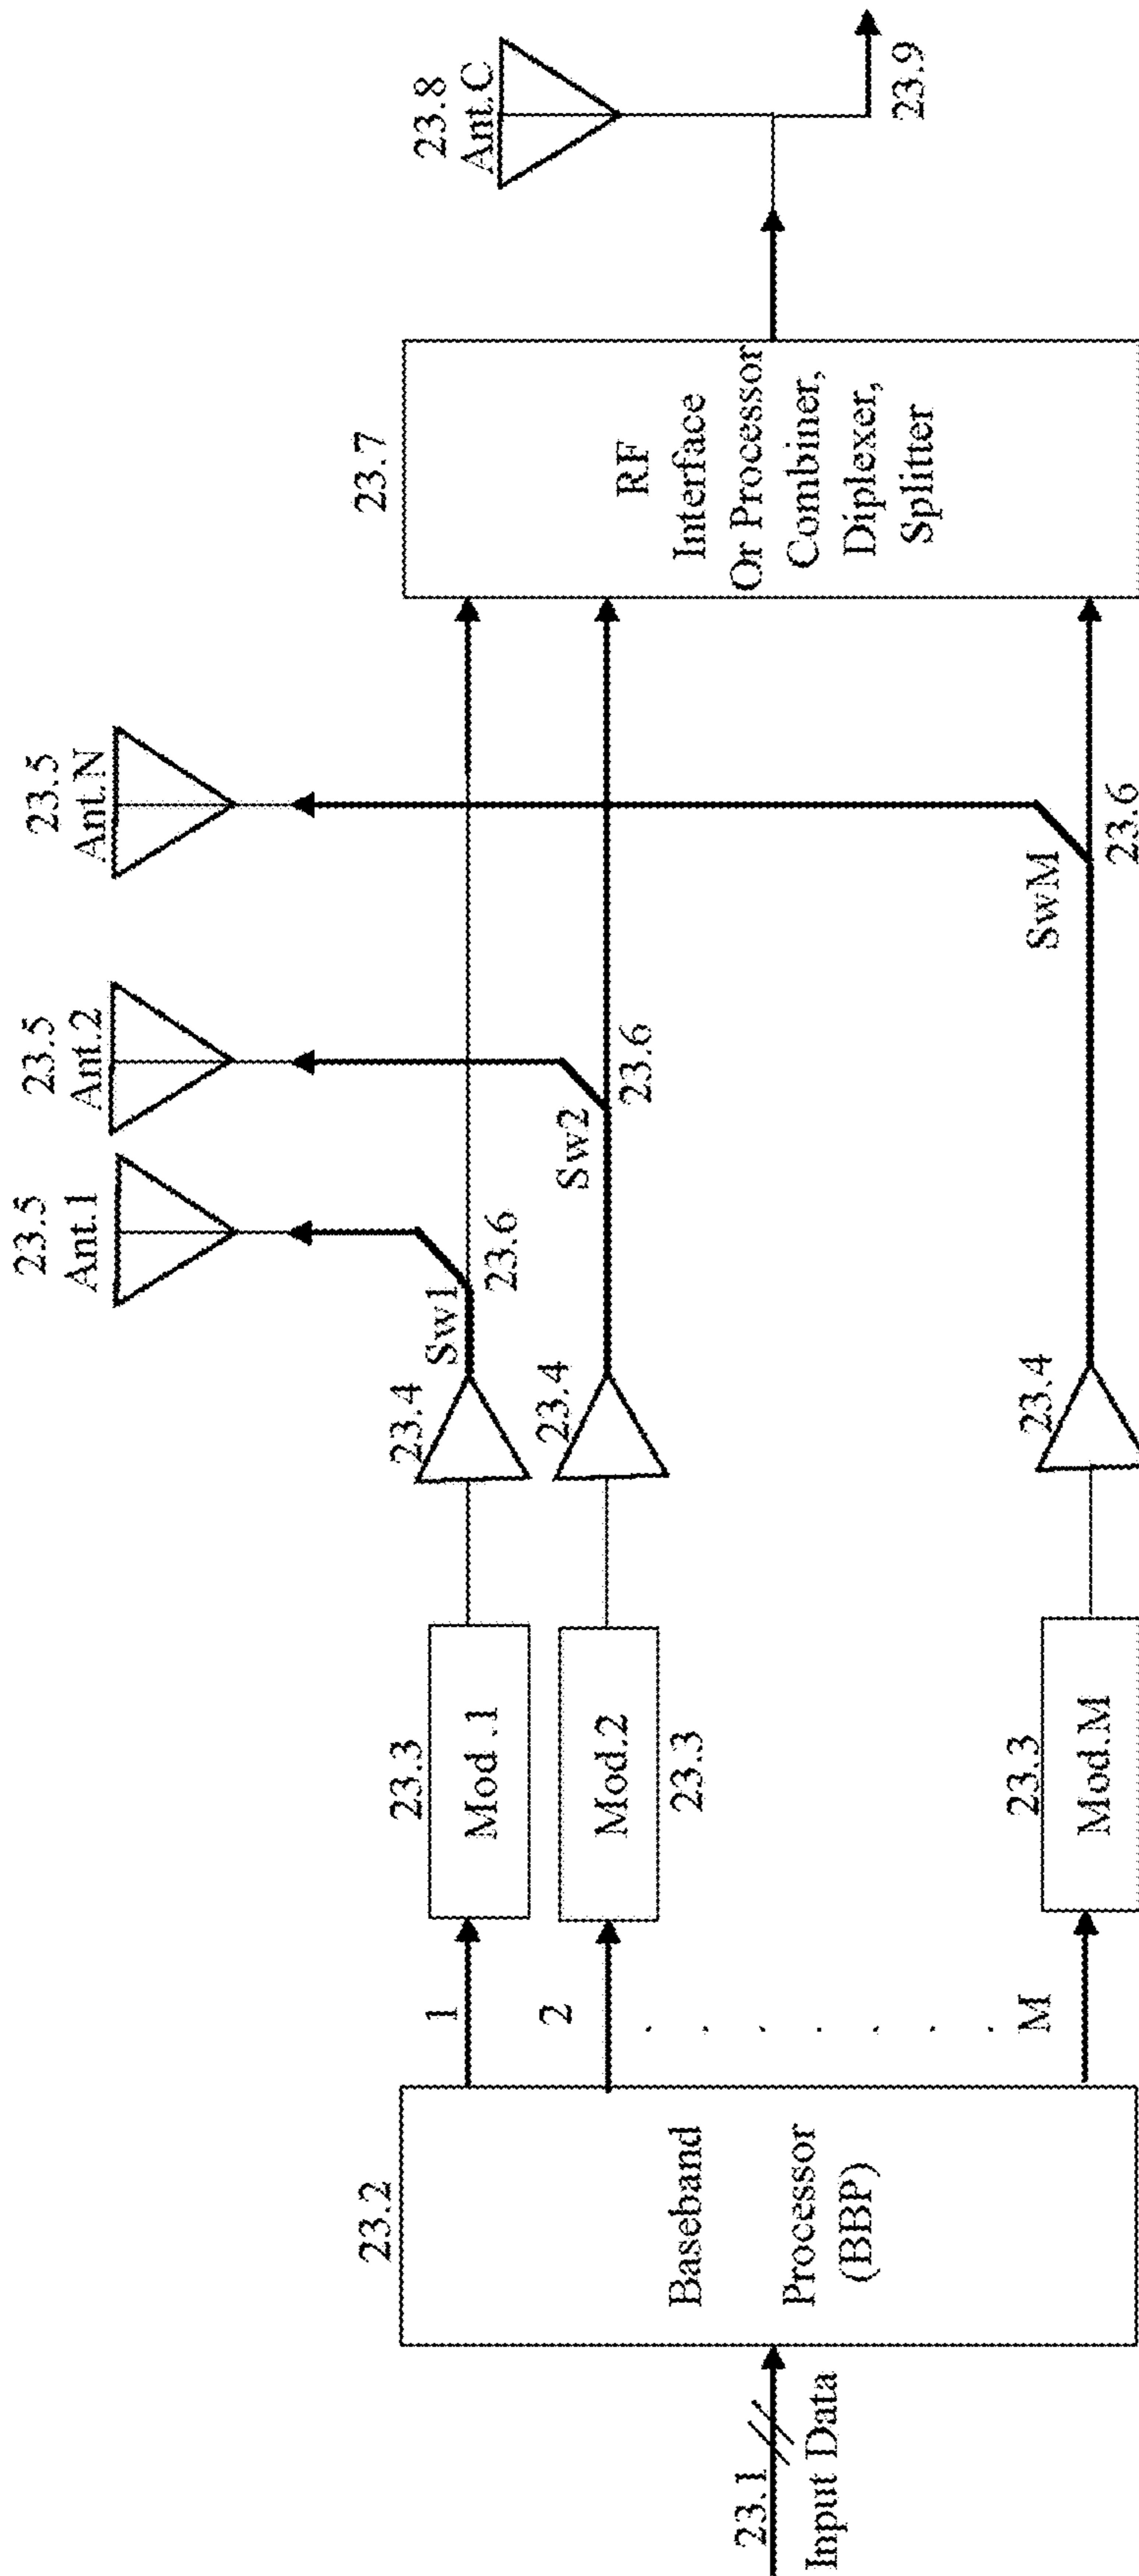 23.1
Input Data
23.2
Baseband
Processor
(BBP)
1
2
M
23.3
Mod .1
Mod.2
23.3
23.3
Mod.M
23.4
23.4
23.4
Sw1
23.6
Sw2
23.6
SwM
23.6
23.5
Ant.1
23.5
Ant.2
23.5
Ant.N
23.7
RF
Interface
Or Processor
Combiner,
Diplexer,
Splitter
23.8
Ant.C
23.9